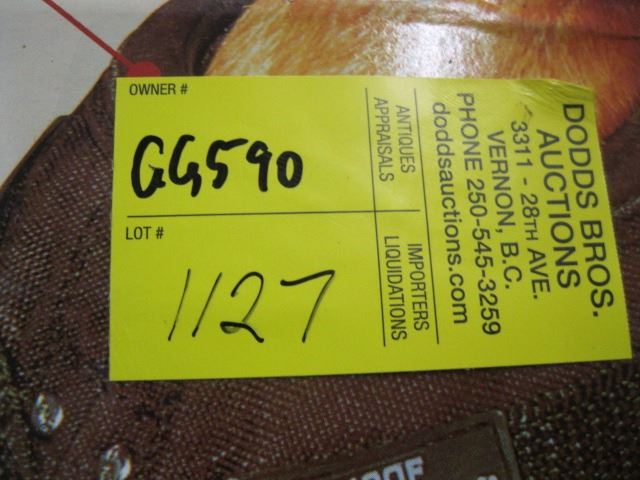 OWNER #
GG590
LOT #
1127
ANTIQUES
APPRAISALS
IMPORTERS
LIQUIDATIONS
DODDS BROS.
AUCTIONS
3311 - 28TH AVE.
VERNON, B.C.
PHONE 250-545-3259
doddsauctions.com